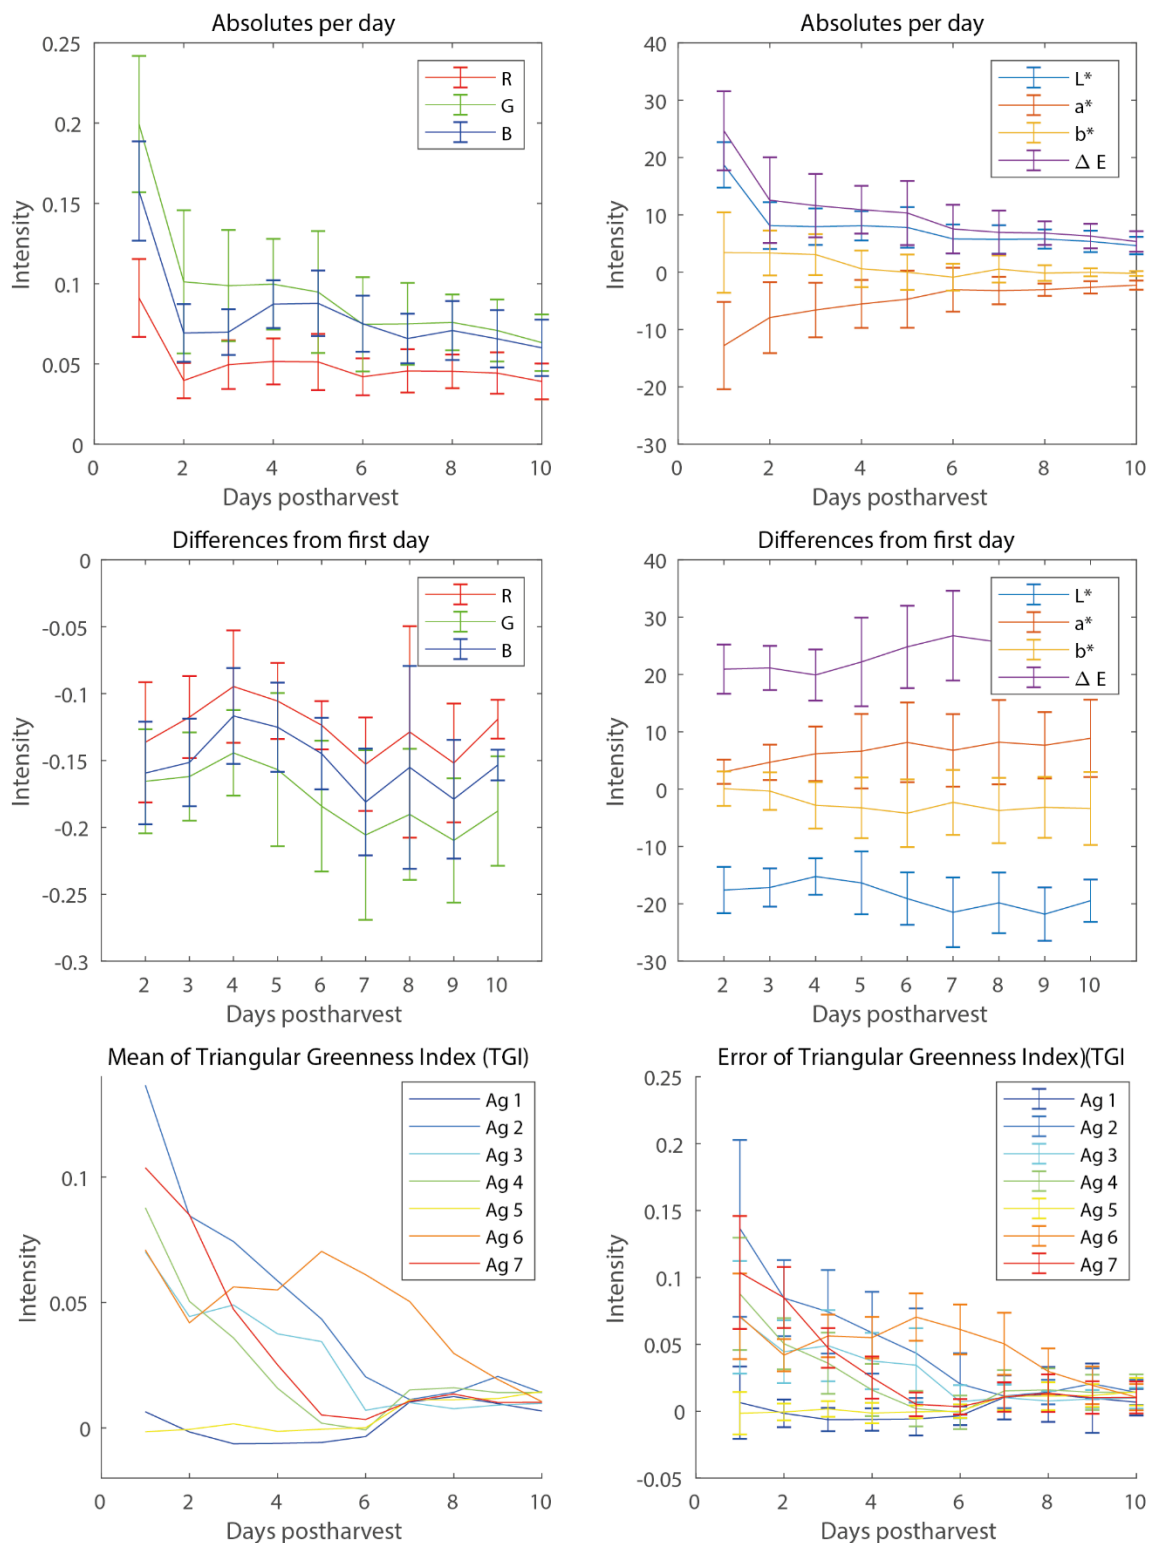 Absolutes per day
0.25
0.2
0.15
0.1
0.05
0
Intensity
R
G
B
0 2 4 6 8 10
Days postharvest
Absolutes per day
40
30
20
10
0
-10
-20
-30
Intensity
L*
a*
b*
Δ E
0 2 4 6 8 10
Days postharvest
Differences from first day
0
-0.05
-0.1
-0.15
-0.2
-0.25
-0.3
Intensity
R
G
B
2 3 4 5 6 7 8 9 10
Days postharvest
Differences from first day
40
30
20
10
0
-10
-20
-30
Intensity
L*
a*
b*
Δ E
2 3 4 5 6 7 8 9 10
Days postharvest
Mean of Triangular Greenness Index (TGI)
0.1
0.05
0
Intensity
Ag 1
Ag 2
Ag 3
Ag 4
Ag 5
Ag 6
Ag 7
0 2 4 6 8 10
Days postharvest
Error of Triangular Greenness Index)(TGI
0.25
0.2
0.15
0.1
0.05
0
-0.05
Intensity
Ag 1
Ag 2
Ag 3
Ag 4
Ag 5
Ag 6
Ag 7
0 2 4 6 8 10
Days postharvest